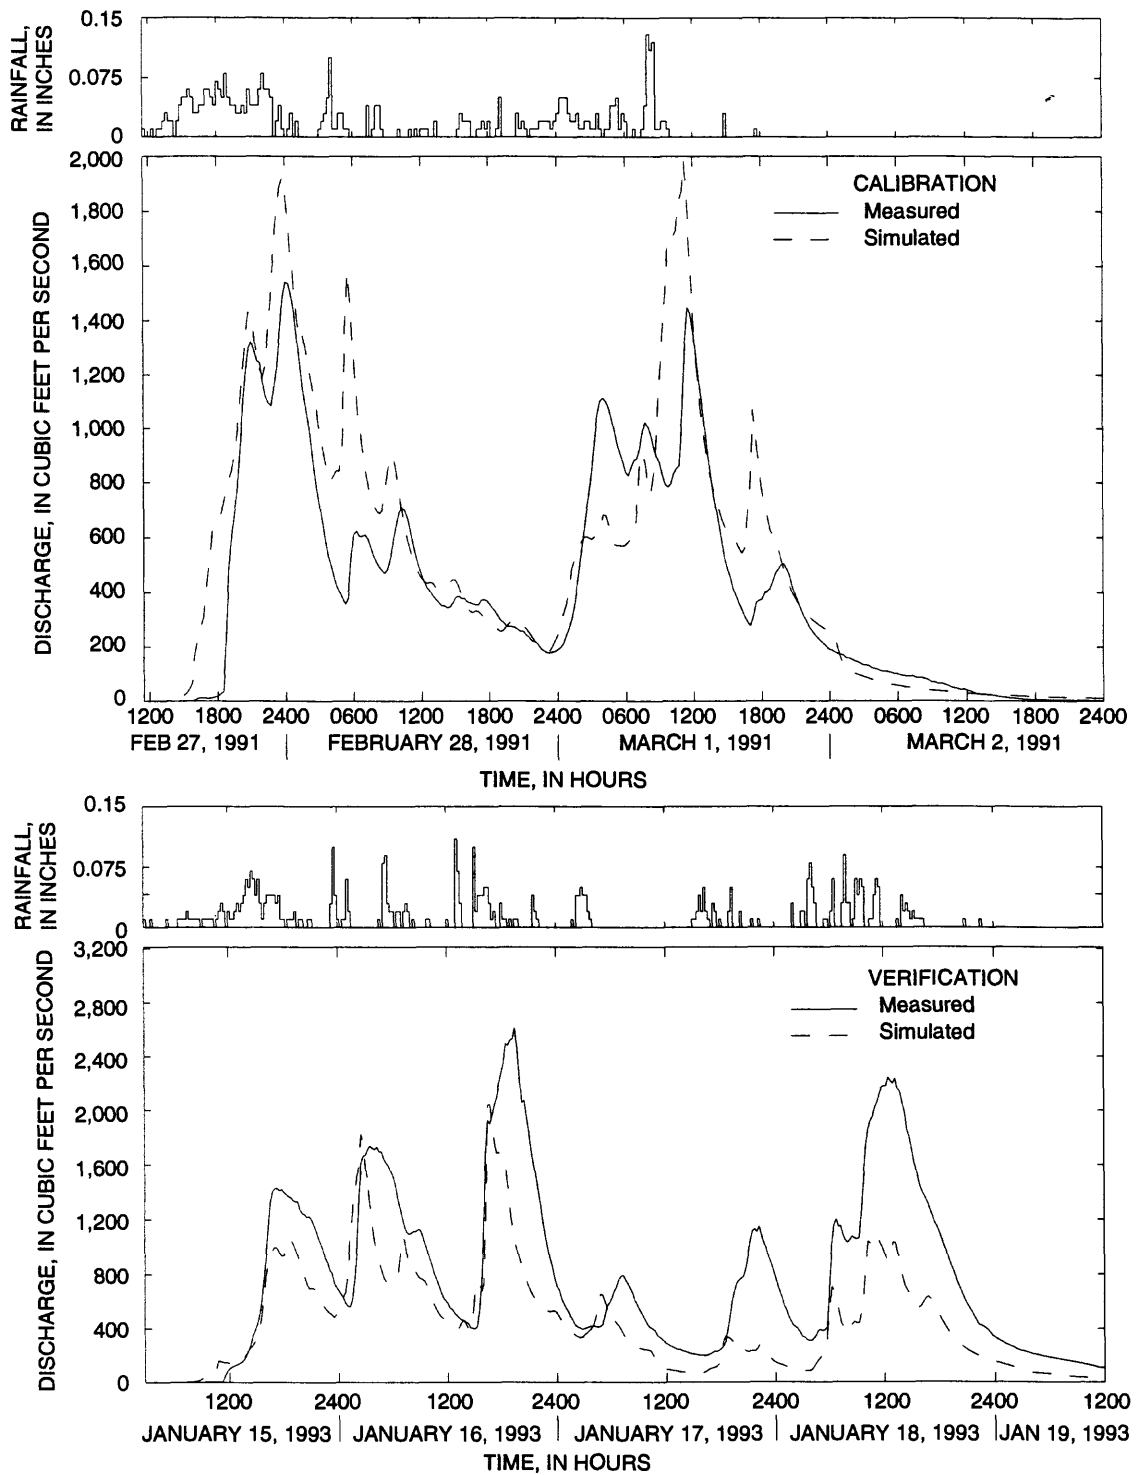 RAINFALL,
IN INCHES
0.15
0.075
0
DISCHARGE, IN CUBIC FEET PER SECOND
2,000
1,800
1,600
1,400
1,200
1,000
800
600
400
200
0
CALIBRATION
Measured
Simulated
1200 1800 2400 0600 1200 1800 2400 0600 1200 1800 2400 0600 1200 1800 2400
FEB 27, 1991 FEBRUARY 28, 1991 MARCH 1, 1991 MARCH 2, 1991
TIME, IN HOURS
RAINFALL,
IN INCHES
0.15
0.075
0
DISCHARGE, IN CUBIC FEET PER SECOND
3,200
2,800
2,400
2,000
1,600
1,200
800
400
0
VERIFICATION
Measured
Simulated
1200 2400 1200 2400 1200 2400 1200 2400 1200
JANUARY 15, 1993 JANUARY 16, 1993 JANUARY 17, 1993 JANUARY 18, 1993 JAN 19, 1993
TIME, IN HOURS